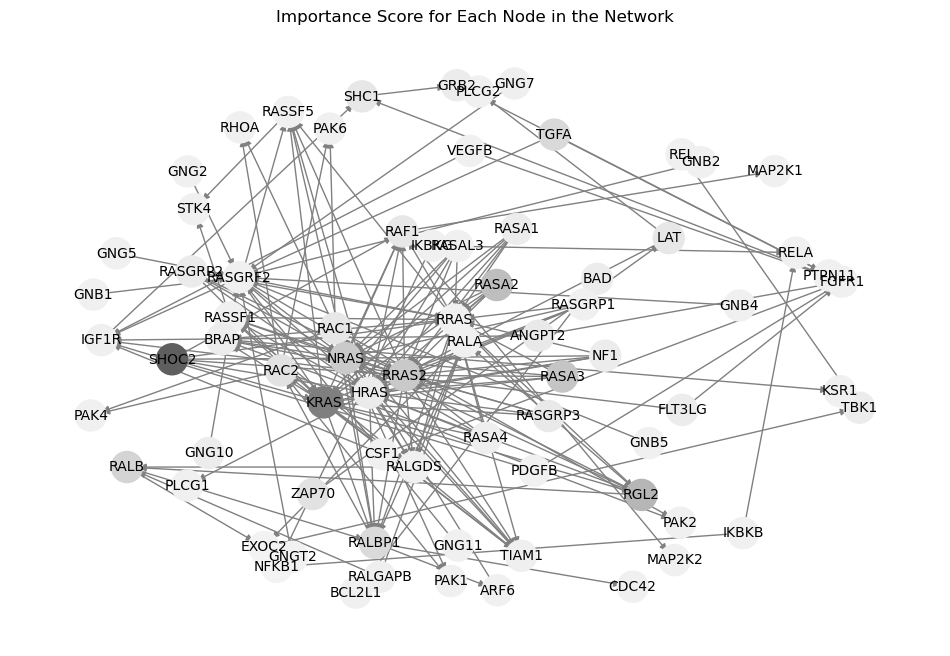 Importance Score for Each Node in the Network
GRB2
GNG7
PLCG2
SHC1
RASSF5
RHOA
PAK6
TGFA
VEGFB
REL
GNB2
MAP2K1
GNG2
STK4
RAF1
RASA1
LAT
RASAL3
RELA
GNG5
RASGRP2
RASGRF2
PTPN11
FGFR1
BAD
RASA2
GNB1
RASGRP1
GNB4
RASSF1
RRAS
RAC1
ANGPT2
IGF1R
BRAP
RALA
SHOC2
NRAS
NF1
RAC2
RRAS2
RASA3
HRAS
KSR1
KRAS
TBK1
FLT3LG
PAK4
RASGRP3
RASA4
GNB5
GNG10
CSF1
RALB
RALGDS
PDGFB
PLCG1
ZAP70
RGL2
PAK2
IKBKB
EXOC2
RALBP1
GNG11
GNGT2
TIAM1
MAP2K2
NFKB1
RALGAPB
PAK1
CDC42
BCL2L1
ARF6